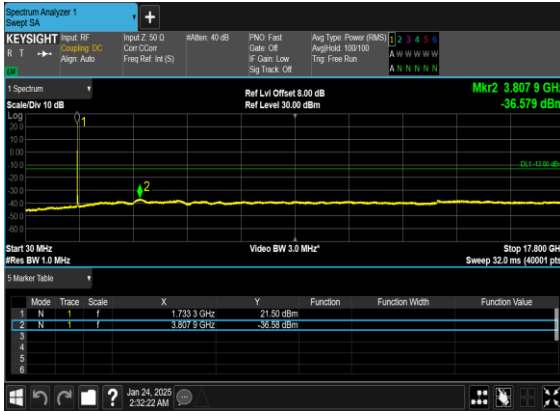 Spectrum Analyzer 1
Swept SA
+
KEYSIGHT Input: RF Input Z: 50 Ω #Atten: 40 dB PNO: Fast Avg Type: Power (RMS) 1 2 3 4 5 6
R T Coupling: DC Corr CCorr Gate: Off Avg|Hold: 100/100 A W W W W W
Align: Auto Freq Ref: Int (S) IF Gain: Low Trig: Free Run
Sig Track: Off A N N N N N
1 Spectrum Ref Lvl Offset 8.00 dB Mkr2 3.807 9 GHz
Scale/Div 10 dB Ref Level 30.00 dBm -36.579 dBm
Log
20.0
10.0
0.00
-10.0
-20.0
-30.0
-40.0
-50.0
-60.0
1
2
DL1 -13.00 dBm
Start 30 MHz Video BW 3.0 MHz* Stop 17.800 GHz
#Res BW 1.0 MHz Sweep 32.0 ms (40001 pts)
5 Marker Table
Mode Trace Scale X Y Function Function Width Function Value
1 N 1 f 1.733 3 GHz 21.50 dBm
2 N 1 f 3.807 9 GHz -36.58 dBm
3
4
5
6
? Jan 24, 2025
2:32:22 AM